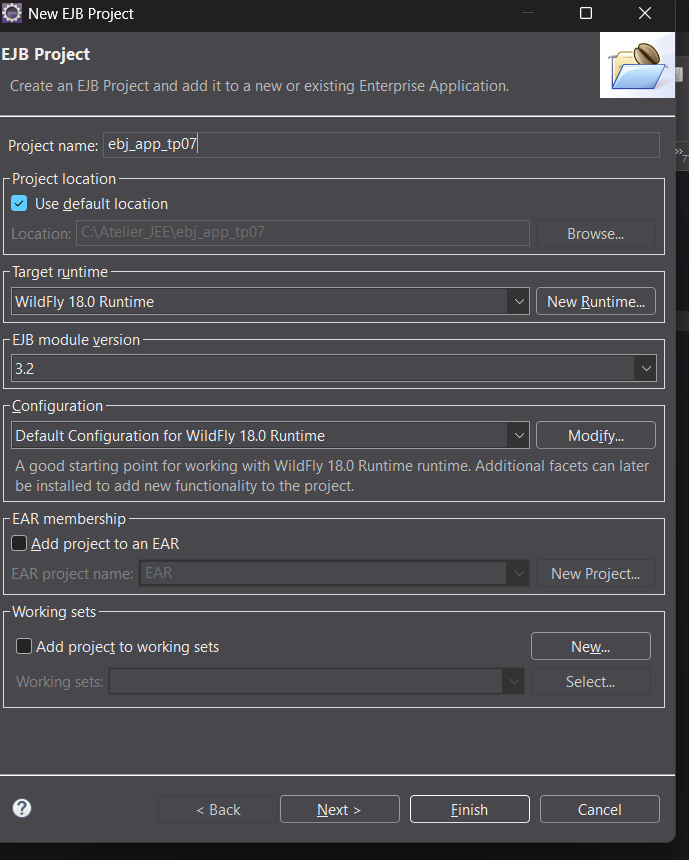 New EJB Project
EJB Project
Create an EJB Project and add it to a new or existing Enterprise Application.
Project name: ebj_app_tp07
Project location
Use default location
Location: C:\Atelier_JEE\ebj_app_tp07 Browse...
Target runtime
WildFly 18.0 Runtime New Runtime...
EJB module version
3.2
Configuration
Default Configuration for WildFly 18.0 Runtime Modify...
A good starting point for working with WildFly 18.0 Runtime runtime. Additional facets can later
be installed to add new functionality to the project.
EAR membership
Add project to an EAR
EAR project name: EAR New Project...
Working sets
Add project to working sets New...
Working sets: Select...
? < Back Next > Finish Cancel